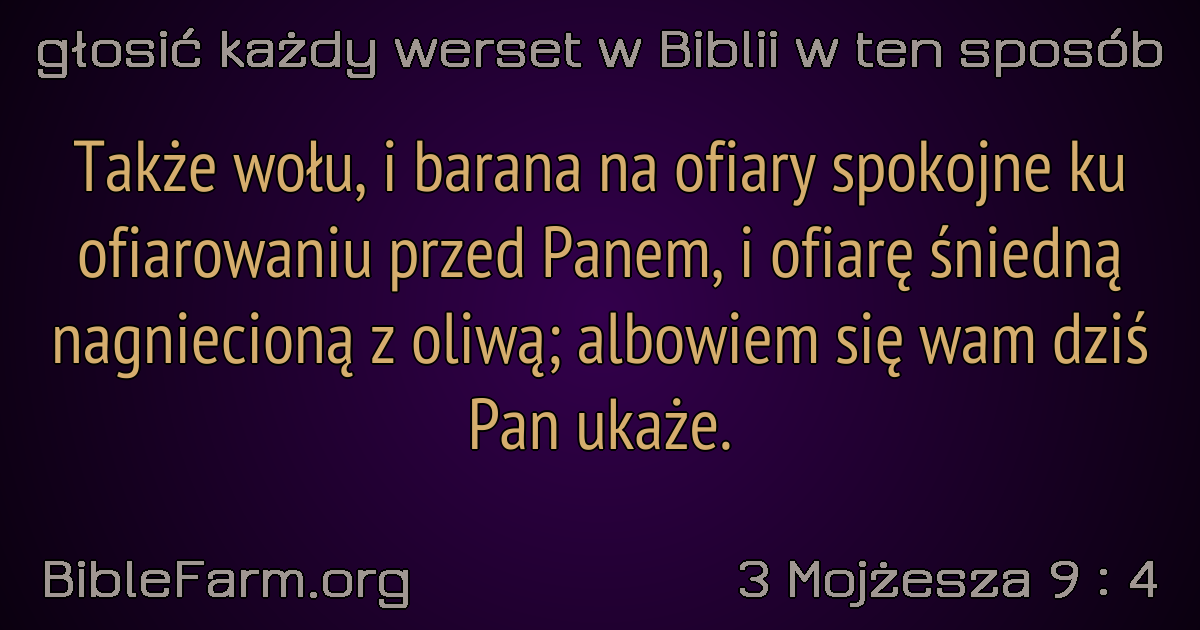 głosić każdy werset w Biblii w ten sposób
Także wołu, i barana na ofiary spokojne ku
ofiarowaniu przed Panem, i ofiarę śniedną
nagniecioną z oliwą; albowiem się wam dziś
Pan ukaże.
BibleFarm.org
3 Mojżesza 9 : 4